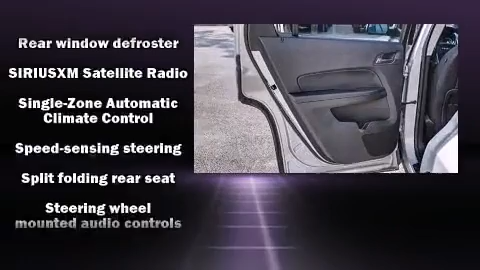 Rear window defroster
SIRIUSXM Satellite Radio
Single-Zone Automatic
Climate Control
Speed-sensing steering
Split folding rear seat
Steering wheel
mounted audio controls